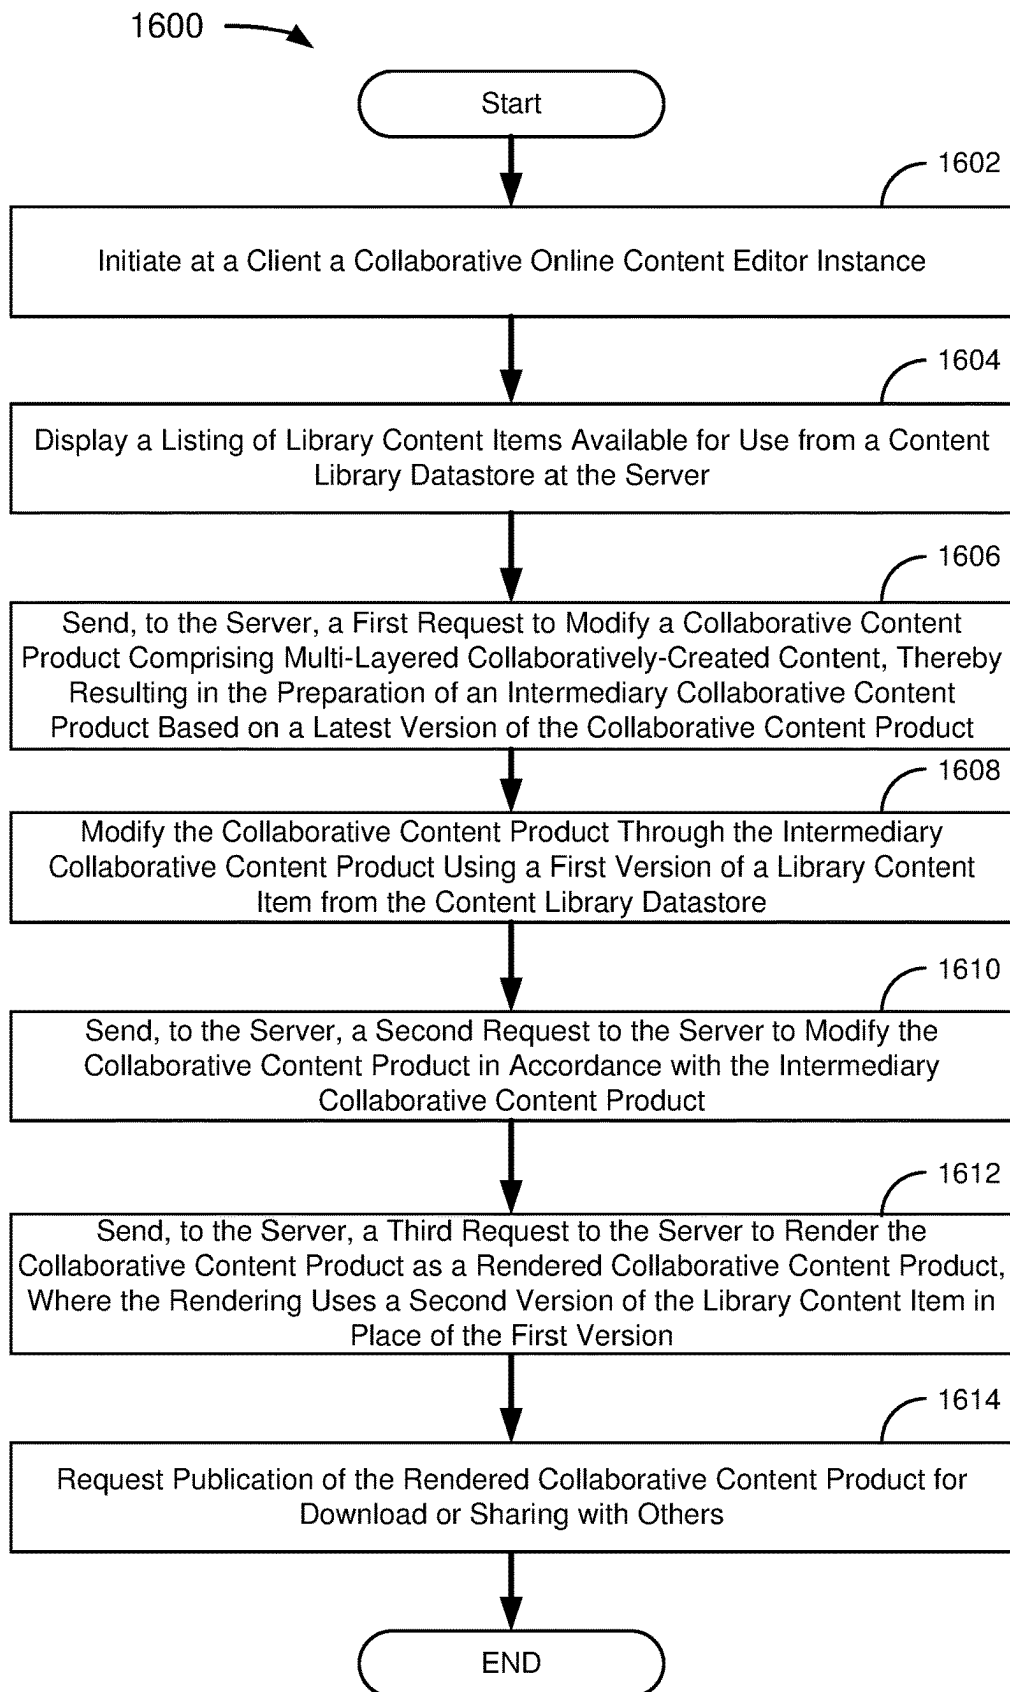 1600
Start
1602
Initiate at a Client a Collaborative Online Content Editor Instance
1604
Display a Listing of Library Content Items Available for Use from a Content
Library Datastore at the Server
1606
Send, to the Server, a First Request to Modify a Collaborative Content
Product Comprising Multi-Layered Collaboratively-Created Content, Thereby
Resulting in the Preparation of an Intermediary Collaborative Content
Product Based on a Latest Version of the Collaborative Content Product
1608
Modify the Collaborative Content Product Through the Intermediary
Collaborative Content Product Using a First Version of a Library Content
Item from the Content Library Datastore
1610
Send, to the Server, a Second Request to the Server to Modify the
Collaborative Content Product in Accordance with the Intermediary
Collaborative Content Product
1612
Send, to the Server, a Third Request to the Server to Render the
Collaborative Content Product as a Rendered Collaborative Content Product,
Where the Rendering Uses a Second Version of the Library Content Item in
Place of the First Version
1614
Request Publication of the Rendered Collaborative Content Product for
Download or Sharing with Others
END